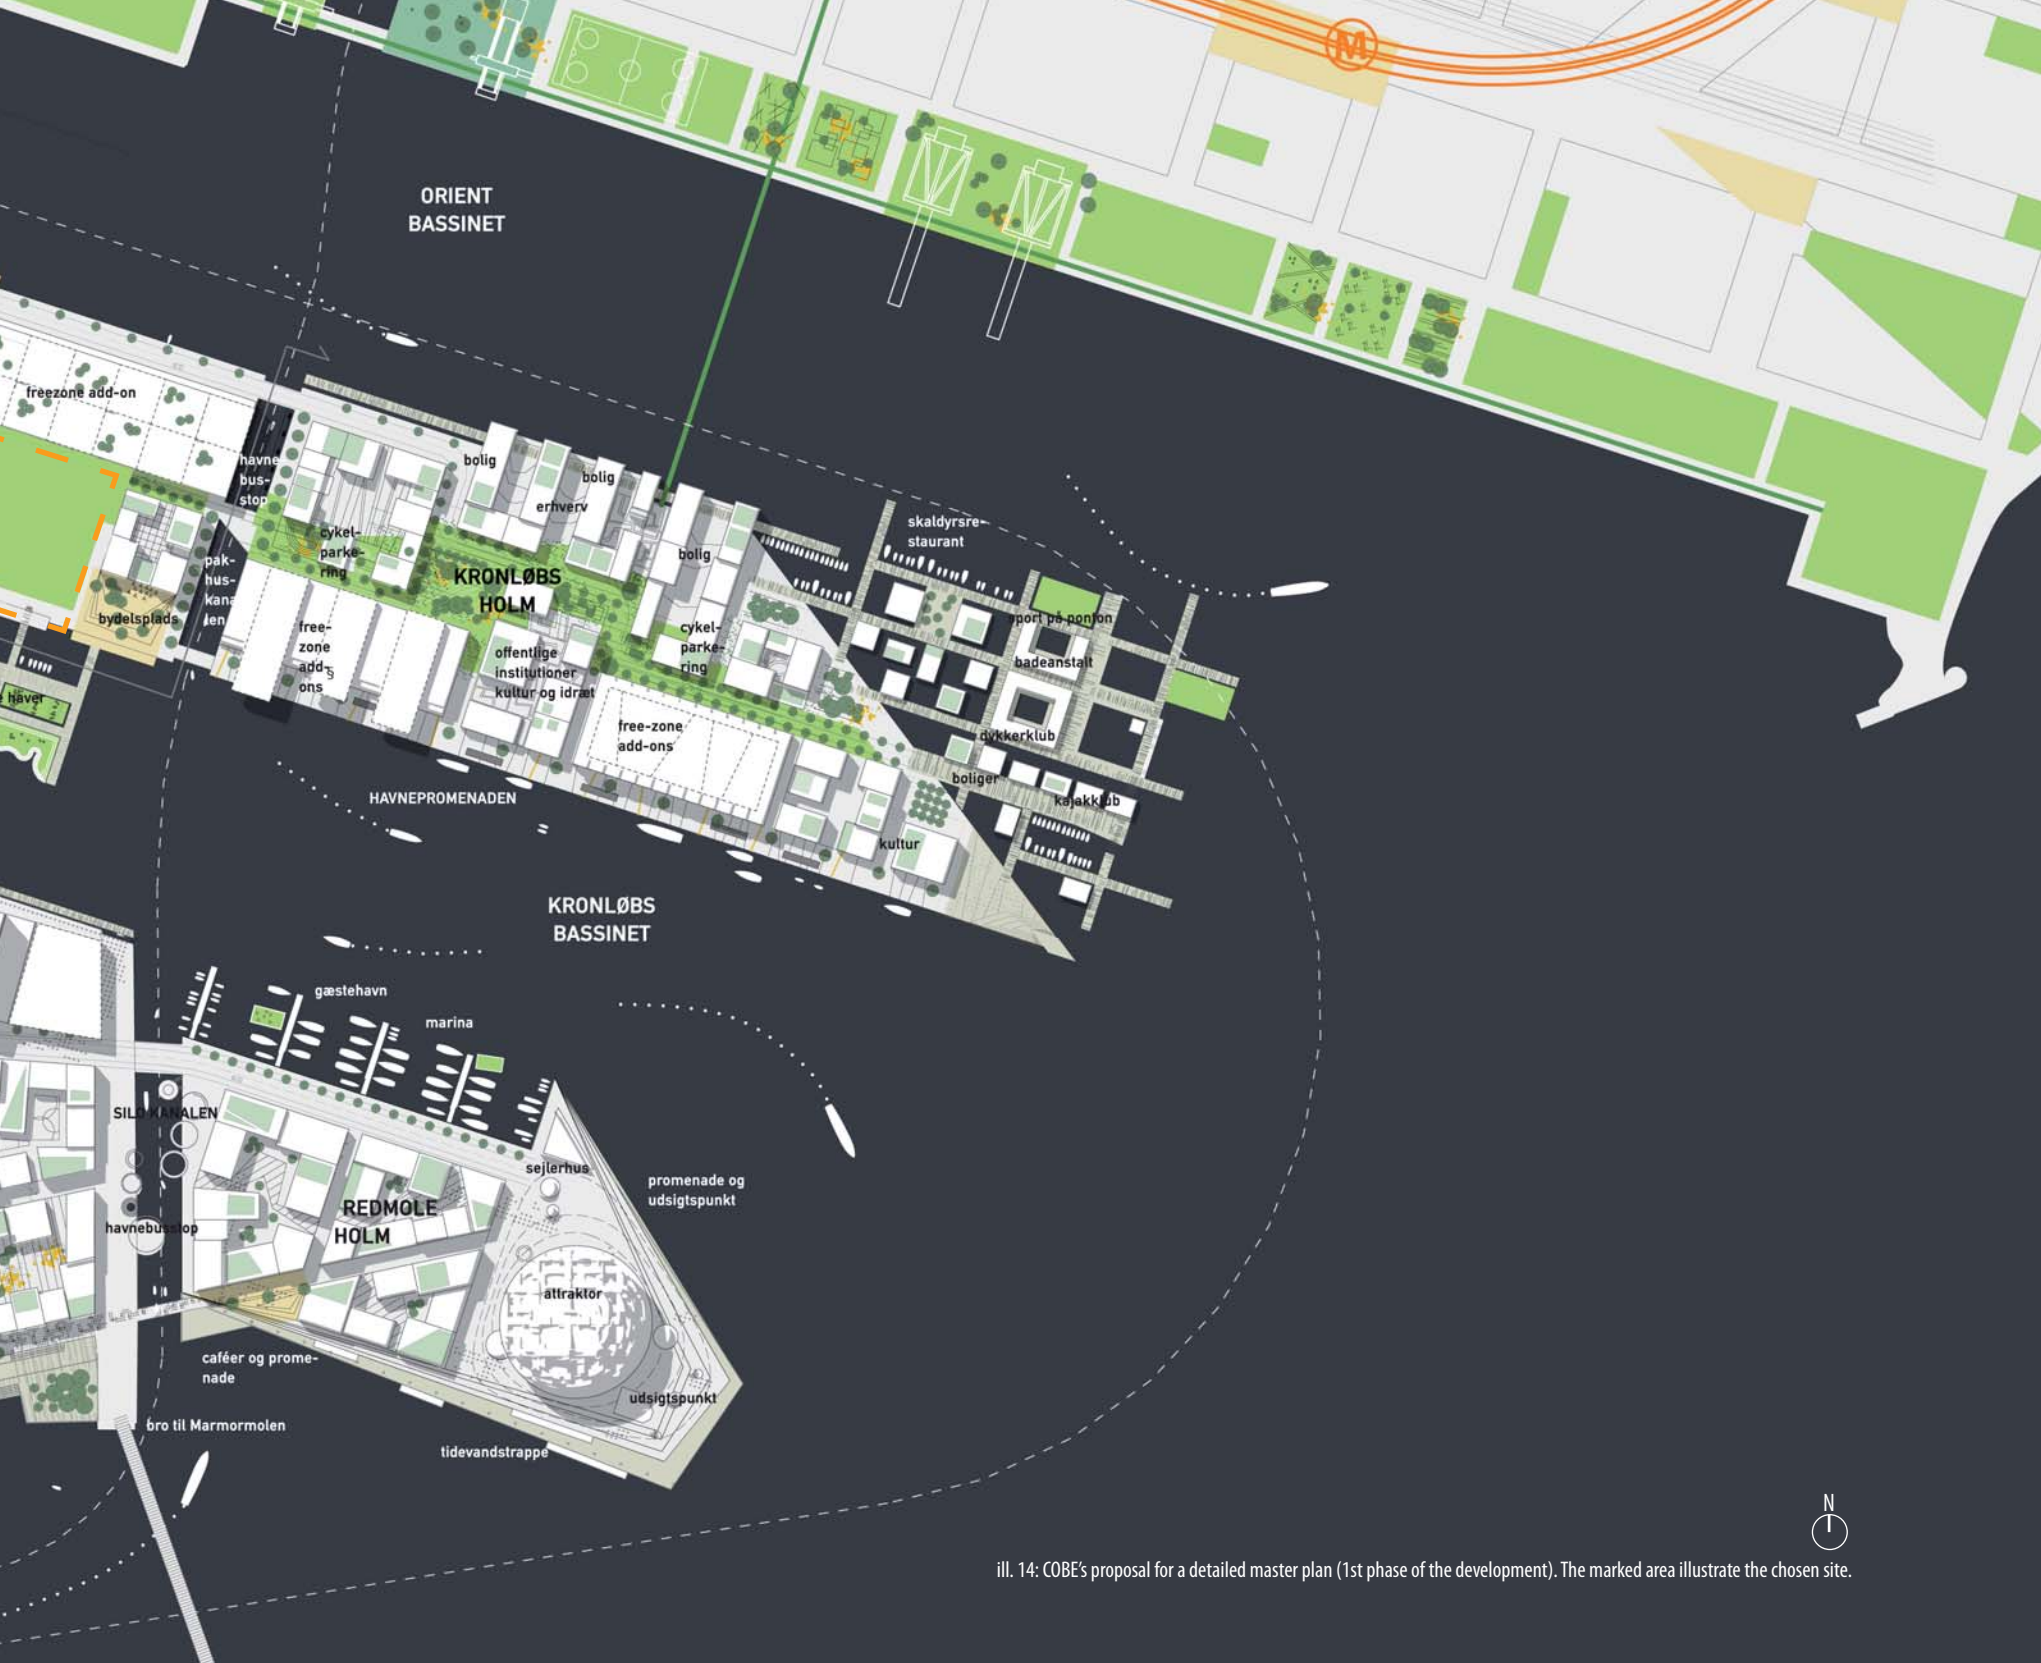 M
ORIENT
BASSINET
freezone add-on
havne
bus-
stop
bolig
bolig
erhverv
cykel-
parke-
ring
bolig
skaldyrsre-
staurant
KRONLØBS
HOLM
pak-
hus-
kana
len
bydelsplads
free-
zone
add-
ons
offentlige
institutioner
kultur og idræt
cykel-
parke-
ring
sport på ponton
badeanstalt
e haver
free-zone
add-ons
dykkerklub
boliger
kajakklub
HAVNEPROMENADEN
kultur
KRONLØBS
BASSINET
gæstehavn
marina
SILO KANALEN
sejlerhus
promenade og
udsigtspunkt
REDMOLE
HOLM
havnebusstop
attraktor
caféer og prome-
nade
udsigtspunkt
bro til Marmormolen
tidevandstrappe
N
ill. 14: COBE's proposal for a detailed master plan (1st phase of the development). The marked area illustrate the chosen site.